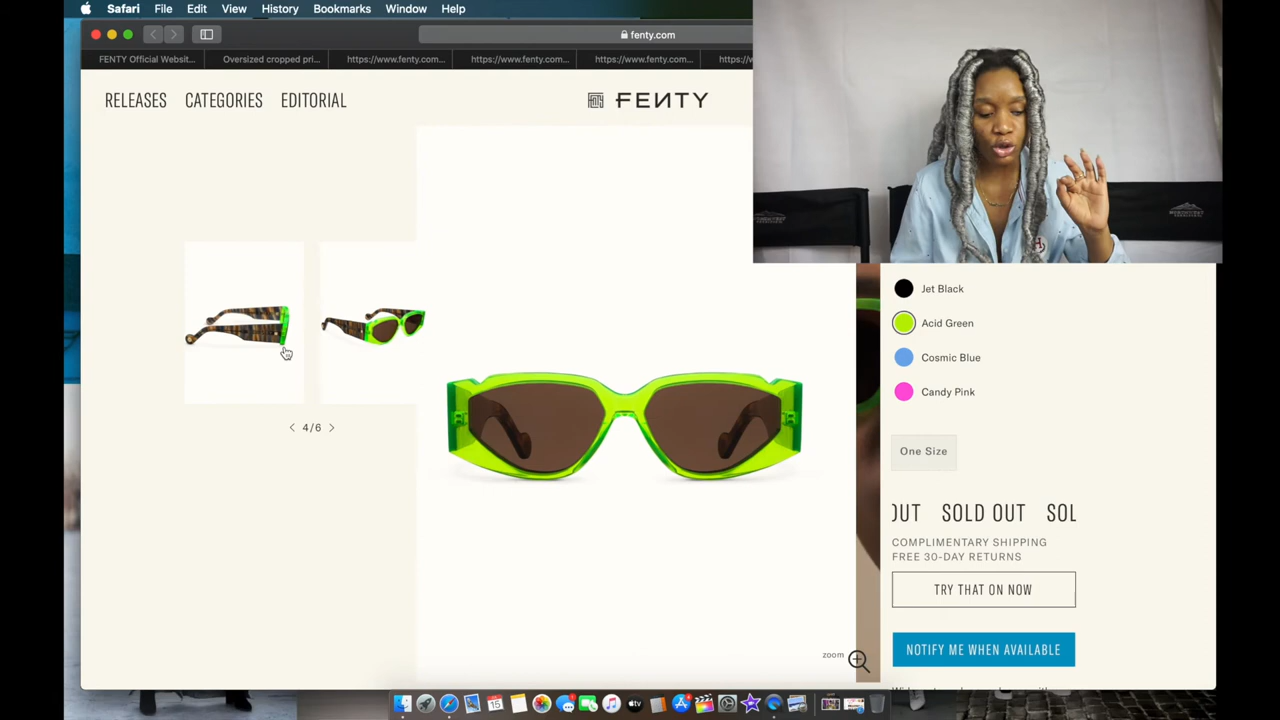 Safari File Edit View History Bookmarks Window Help
fenty.com
FENTY Official Websit... Oversized cropped pri... https://www.fenty.com... https://www.fenty.com... https://www.fenty.com...
RELEASES CATEGORIES EDITORIAL
FENTY
Jet Black
Acid Green
Cosmic Blue
Candy Pink
4/6
One Size
OUT SOLD OUT SOL
COMPLIMENTARY SHIPPING
FREE 30-DAY RETURNS
TRY THAT ON NOW
NOTIFY ME WHEN AVAILABLE
zoom